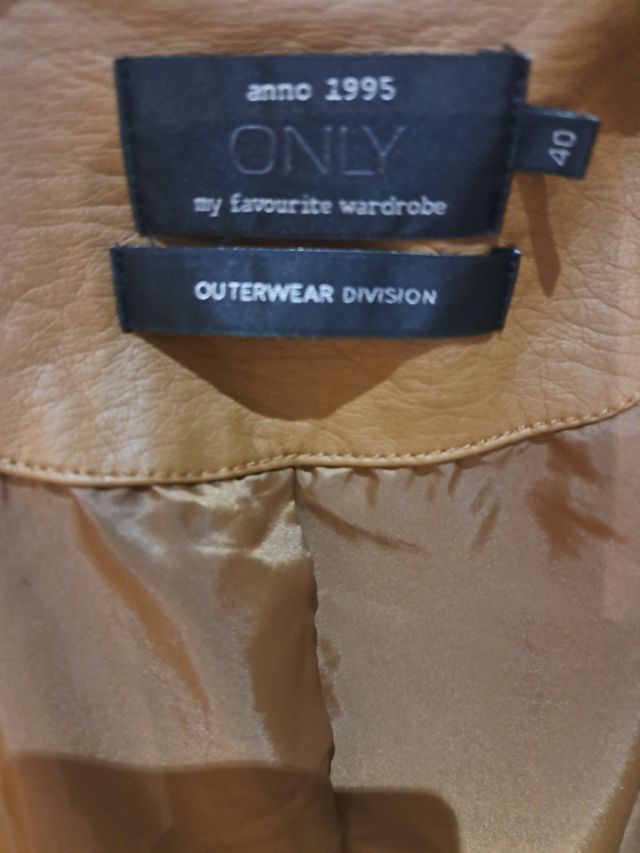 anno 1995
ONLY
my favourite wardrobe
40
OUTERWEAR DIVISION